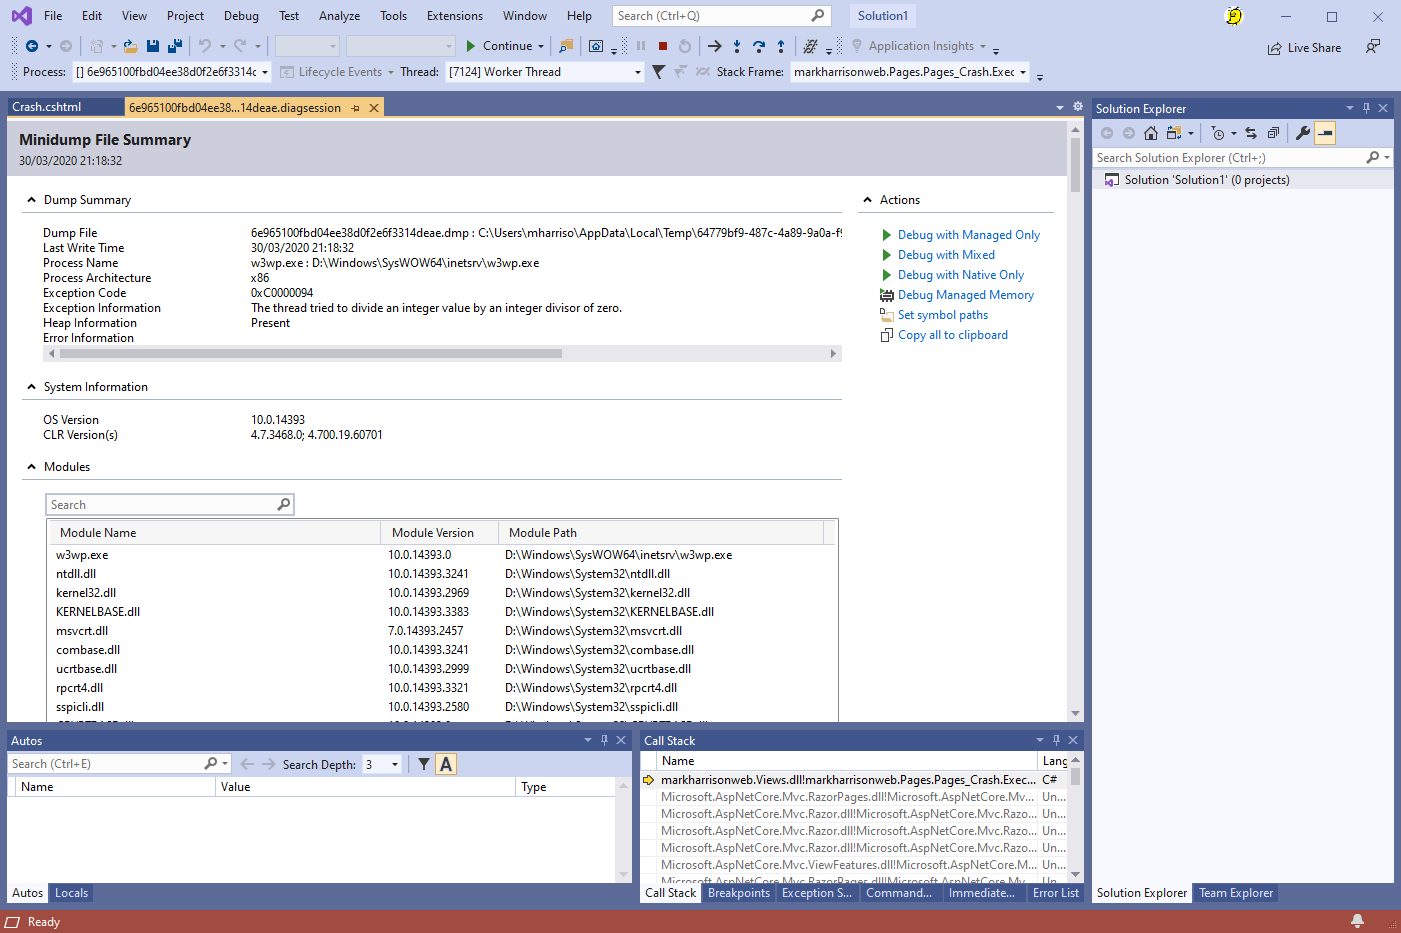 File Edit View Project Debug Test Analyze Tools Extensions Window Help Search (Ctrl+Q) Solution1
Continue Application Insights Live Share
Process: [] 6e965100fbd04ee38d0f2e6f3314c Lifecycle Events Thread: [7124] Worker Thread Stack Frame: markharrisonweb.Pages.Pages_Crash.Exec
Crash.cshtml 6e965100fbd04ee38...14deae.diagsession
Minidump File Summary
30/03/2020 21:18:32
Dump Summary
Dump File 6e965100fbd04ee38d0f2e6f3314deae.dmp : C:\Users\mharriso\AppData\Local\Temp\64779bf9-487c-4a89-9a0a-f9
Last Write Time 30/03/2020 21:18:32
Process Name w3wp.exe : D:\Windows\SysWOW64\inetsrv\w3wp.exe
Process Architecture x86
Exception Code 0xC0000094
Exception Information The thread tried to divide an integer value by an integer divisor of zero.
Heap Information Present
Error Information
System Information
OS Version 10.0.14393
CLR Version(s) 4.7.3468.0; 4.700.19.60701
Modules
Search
Module Name Module Version Module Path
w3wp.exe 10.0.14393.0 D:\Windows\SysWOW64\inetsrv\w3wp.exe
ntdll.dll 10.0.14393.3241 D:\Windows\System32\ntdll.dll
kernel32.dll 10.0.14393.2969 D:\Windows\System32\kernel32.dll
KERNELBASE.dll 10.0.14393.3383 D:\Windows\System32\KERNELBASE.dll
msvcrt.dll 7.0.14393.2457 D:\Windows\System32\msvcrt.dll
combase.dll 10.0.14393.3241 D:\Windows\System32\combase.dll
ucrtbase.dll 10.0.14393.2999 D:\Windows\System32\ucrtbase.dll
rpcrt4.dll 10.0.14393.3321 D:\Windows\System32\rpcrt4.dll
sspicli.dll 10.0.14393.2580 D:\Windows\System32\sspicli.dll
Actions
Debug with Managed Only
Debug with Mixed
Debug with Native Only
Debug Managed Memory
Set symbol paths
Copy all to clipboard
Solution Explorer
Search Solution Explorer (Ctrl+;)
Solution 'Solution1' (0 projects)
Solution Explorer Team Explorer
Autos
Search (Ctrl+E) Search Depth: 3 A
Name Value Type
Autos Locals
Call Stack
Name Lang
markharrisonweb.Views.dll!markharrisonweb.Pages.Pages_Crash.Exec... C#
Microsoft.AspNetCore.Mvc.RazorPages.dll!Microsoft.AspNetCore.Mv... Un...
Microsoft.AspNetCore.Mvc.Razor.dll!Microsoft.AspNetCore.Mvc.Razo... Un...
Microsoft.AspNetCore.Mvc.Razor.dll!Microsoft.AspNetCore.Mvc.Razo... Un...
Microsoft.AspNetCore.Mvc.Razor.dll!Microsoft.AspNetCore.Mvc.Razo... Un...
Microsoft.AspNetCore.Mvc.ViewFeatures.dll!Microsoft.AspNetCore.M... Un...
Microsoft.AspNetCore.Mvc.RazorPages.dll!Microsoft.AspNetCore.Mv... Un...
Call Stack Breakpoints Exception S... Command... Immediate... Error List
Ready